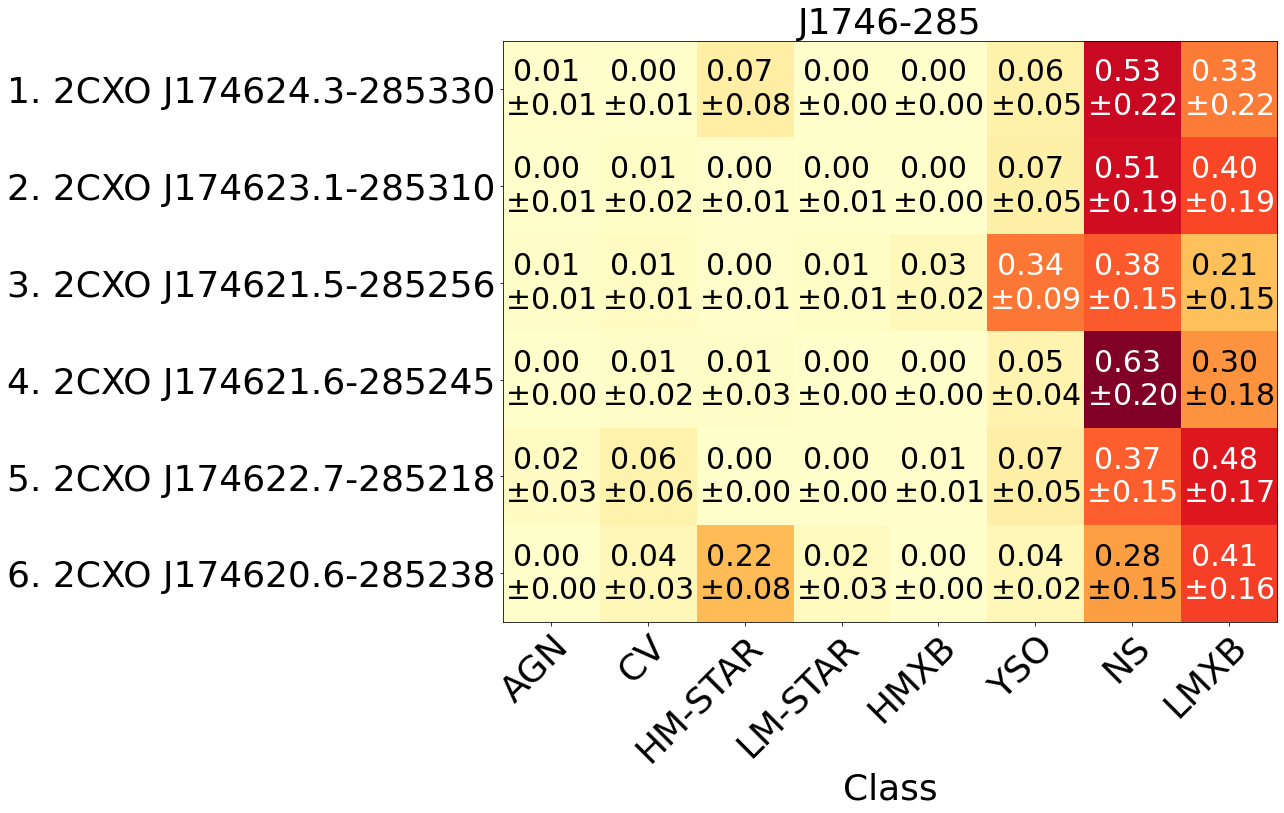 J1746-285
1. 2CXO J174624.3-285330
0.01 0.00 0.07 0.00 0.00 0.06 0.53 0.33
±0.01 ±0.01 ±0.08 ±0.00 ±0.00 ±0.05 ±0.22 ±0.22
2. 2CXO J174623.1-285310
0.00 0.01 0.00 0.00 0.00 0.07 0.51 0.40
±0.01 ±0.02 ±0.01 ±0.01 ±0.00 ±0.05 ±0.19 ±0.19
3. 2CXO J174621.5-285256
0.01 0.01 0.00 0.01 0.03 0.34 0.38 0.21
±0.01 ±0.01 ±0.01 ±0.01 ±0.02 ±0.09 ±0.15 ±0.15
4. 2CXO J174621.6-285245
0.00 0.01 0.01 0.00 0.00 0.05 0.63 0.30
±0.00 ±0.02 ±0.03 ±0.00 ±0.00 ±0.04 ±0.20 ±0.18
5. 2CXO J174622.7-285218
0.02 0.06 0.00 0.00 0.01 0.07 0.37 0.48
±0.03 ±0.06 ±0.00 ±0.00 ±0.01 ±0.05 ±0.15 ±0.17
6. 2CXO J174620.6-285238
0.00 0.04 0.22 0.02 0.00 0.04 0.28 0.41
±0.00 ±0.03 ±0.08 ±0.03 ±0.00 ±0.02 ±0.15 ±0.16
AGN CV HM-STAR LM-STAR HMXB YSO NS LMXB
Class